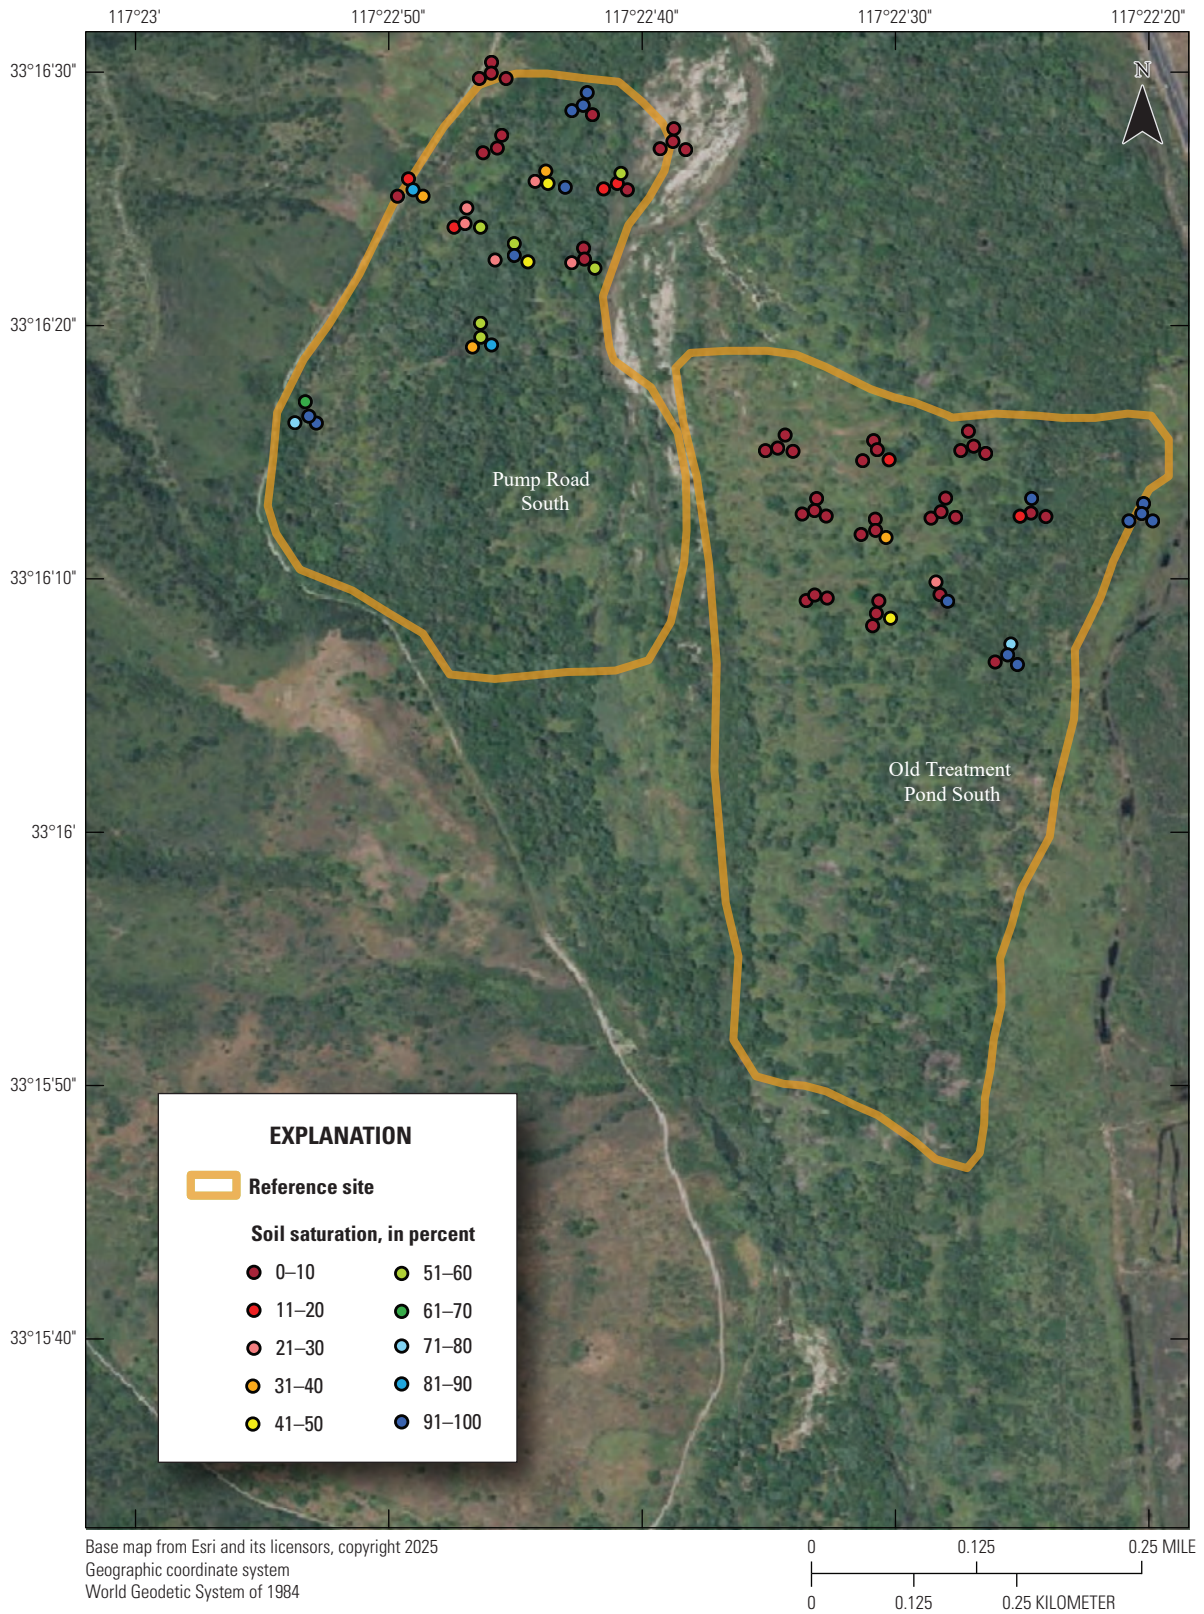 117°23' 117°22'50" 117°22'40" 117°22'30" 117°22'20"
33°16'30"
N
33°16'20"
Pump Road
South
33°16'10"
Old Treatment
Pond South
33°16'
33°15'50"
EXPLANATION
Reference site
Soil saturation, in percent
0–10 51–60
11–20 61–70
21–30 71–80
31–40 81–90
41–50 91–100
33°15'40"
Base map from Esri and its licensors, copyright 2025
Geographic coordinate system
World Geodetic System of 1984
0 0.125 0.25 MILE
0 0.125 0.25 KILOMETER